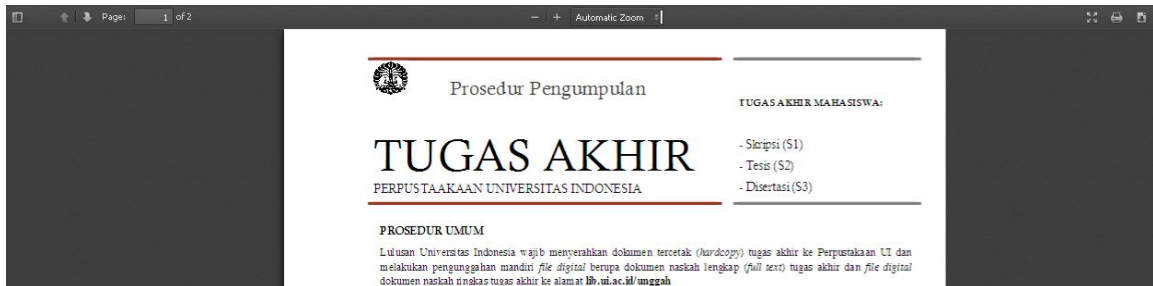 Page: 1 of 2
Automatic Zoom
Prosedur Pengumpulan
TUGAS AKHIR
PERPUSTAAKAAN UNIVERSITAS INDONESIA
TUGAS AKHIR MAHASISWA:
- Skripsi (S1)
- Tesis (S2)
- Disertasi (S3)
PROSEDUR UMUM
Lulusan Universitas Indonesia wajib menyerahkan dokumen tercetak (hardcopy) tugas akhir ke Perpustakaan UI dan
melakukan pengunggahan mandiri file digital berupa dokumen naskah lengkap (full text) tugas akhir dan file digital
dokumen naskah ringkas tugas akhir ke alamat lib.ui.ac.id/unggah